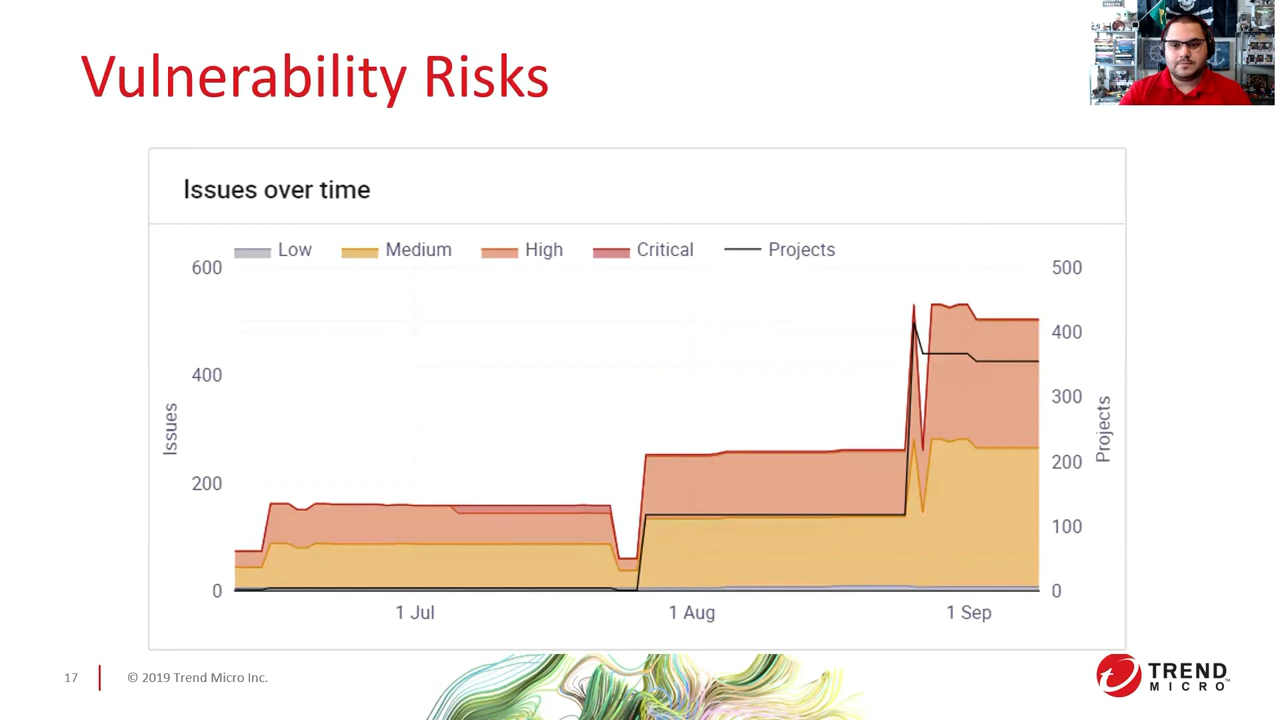 Vulnerability Risks
Issues over time
Low Medium High Critical Projects
600 500
400
400
300
Issues Projects
200 200
100
0 0
1 Jul 1 Aug 1 Sep
17 © 2019 Trend Micro Inc.
TREND
MICRO™